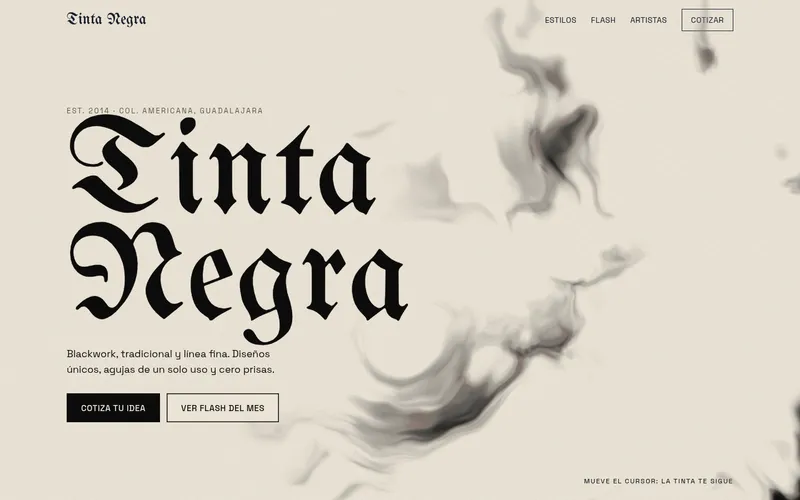 Tinta Negra
ESTILOS FLASH ARTISTAS COTIZAR
EST. 2014 · COL. AMERICANA, GUADALAJARA
Tinta
Negra
Blackwork, tradicional y línea fina. Diseños
únicos, agujas de un solo uso y cero prisas.
COTIZA TU IDEA VER FLASH DEL MES
MUEVE EL CURSOR: LA TINTA TE SIGUE